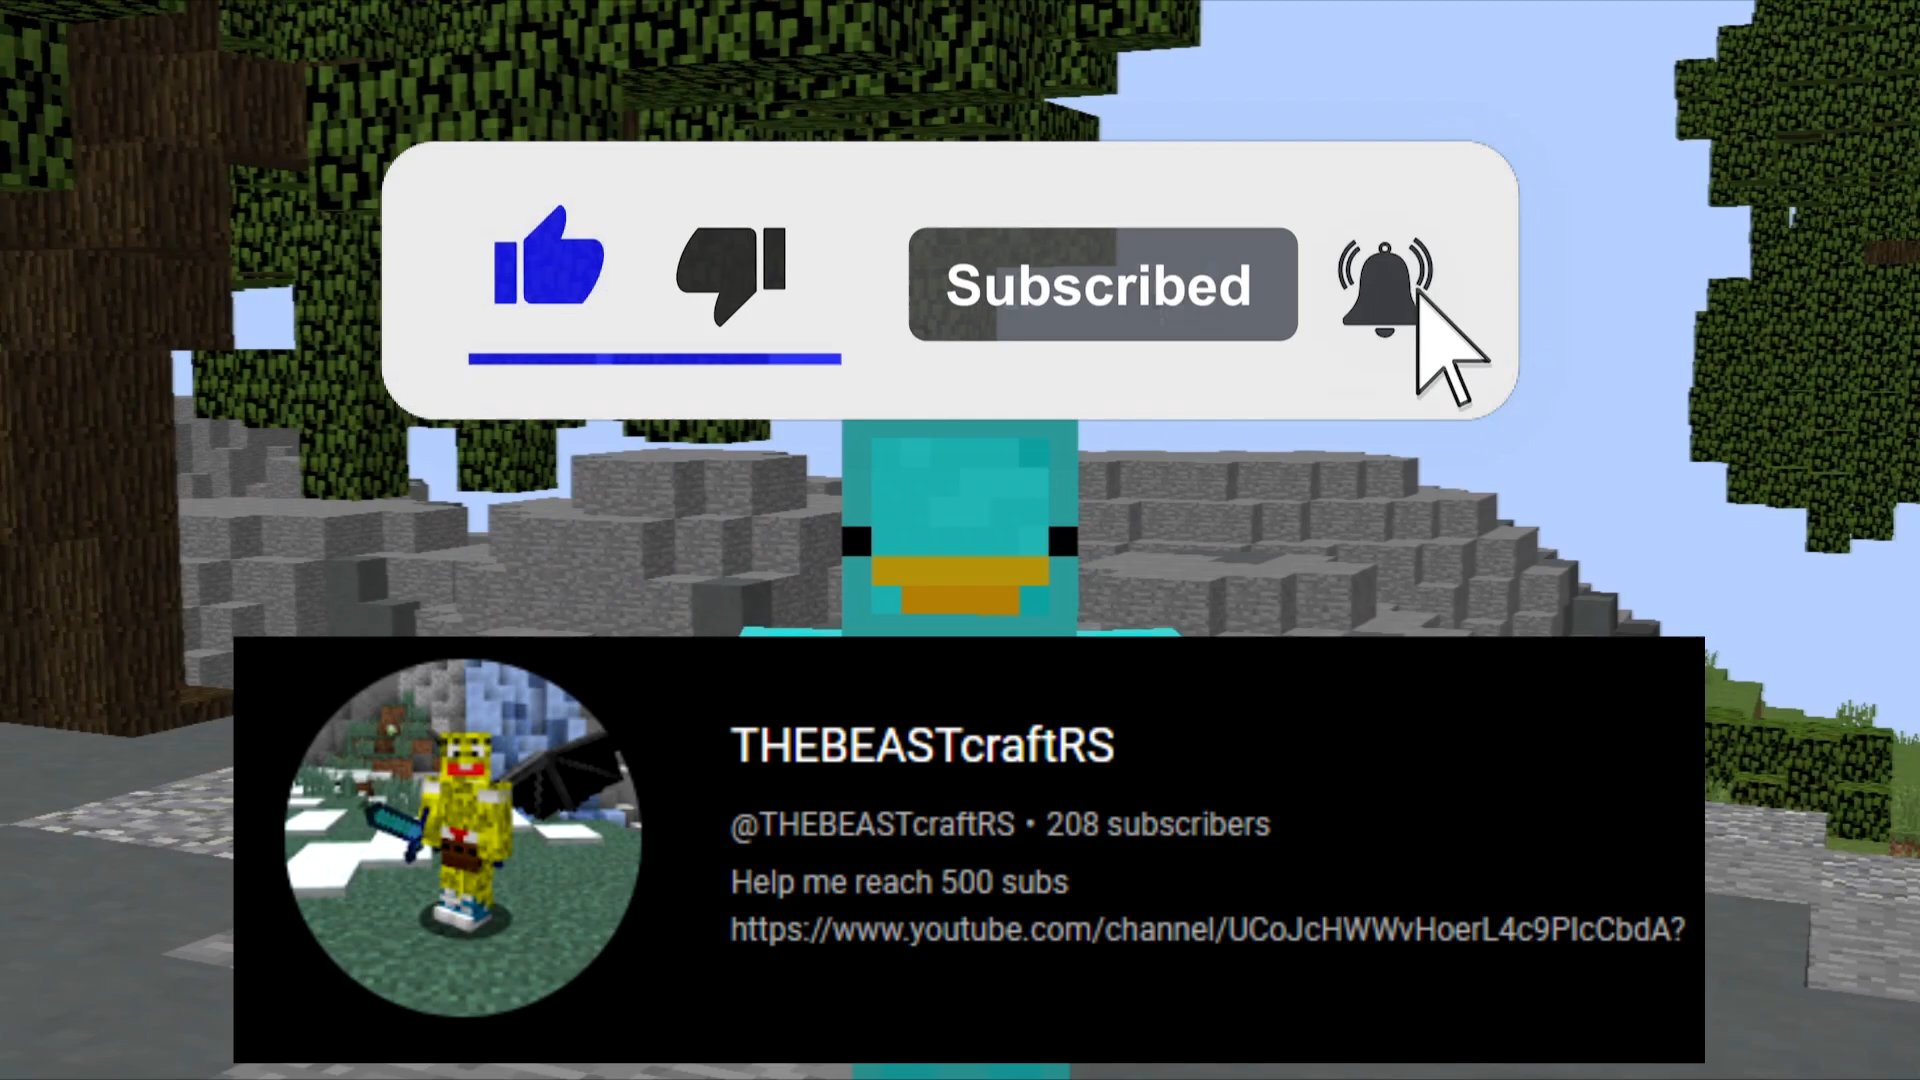 Subscribed
THEBEASTcraftRS
@THEBEASTcraftRS • 208 subscribers
Help me reach 500 subs
https://www.youtube.com/channel/UCoJcHWWvHoerL4c9PlcCbdA?